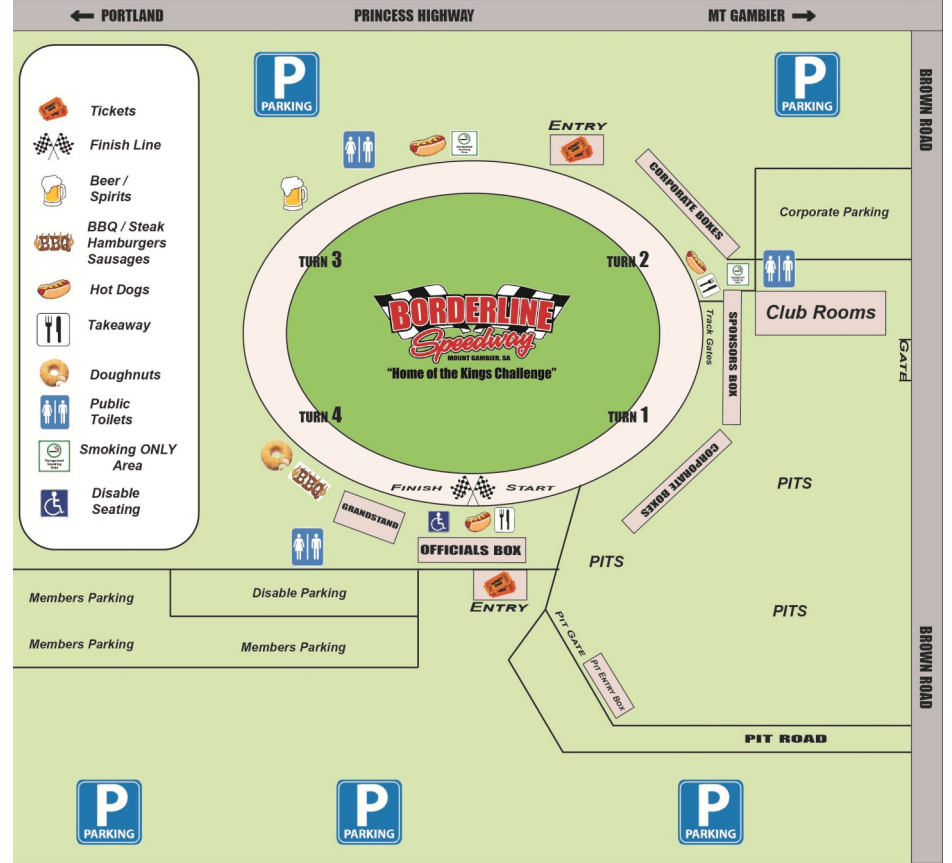 PORTLAND
PRINCESS HIGHWAY
MT GAMBIER
BROWN ROAD
P
PARKING
P
PARKING
Tickets
Finish Line
Beer /
Spirits
BBQ / Steak
Hamburgers
Sausages
BBQ
Hot Dogs
Takeaway
Doughnuts
Public
Toilets
Smoking ONLY
Area
Disable
Seating
ENTRY
CORPORATE BOXES
Corporate Parking
TURN 3
TURN 2
BORDERLINE
Speedway
MOUNT GAMBIER, SA
"Home of the Kings Challenge"
Track Gates
SPONSORS BOX
Club Rooms
GATE
TURN 4
TURN 1
BBQ
FINISH
START
CORPORATE BOXES
PITS
GRANDSTAND
OFFICIALS BOX
PITS
PITS
ENTRY
Members Parking
Disable Parking
Members Parking
Members Parking
PIT GATE
PIT ENTRY BOX
BROWN ROAD
PIT ROAD
P
PARKING
P
PARKING
P
PARKING